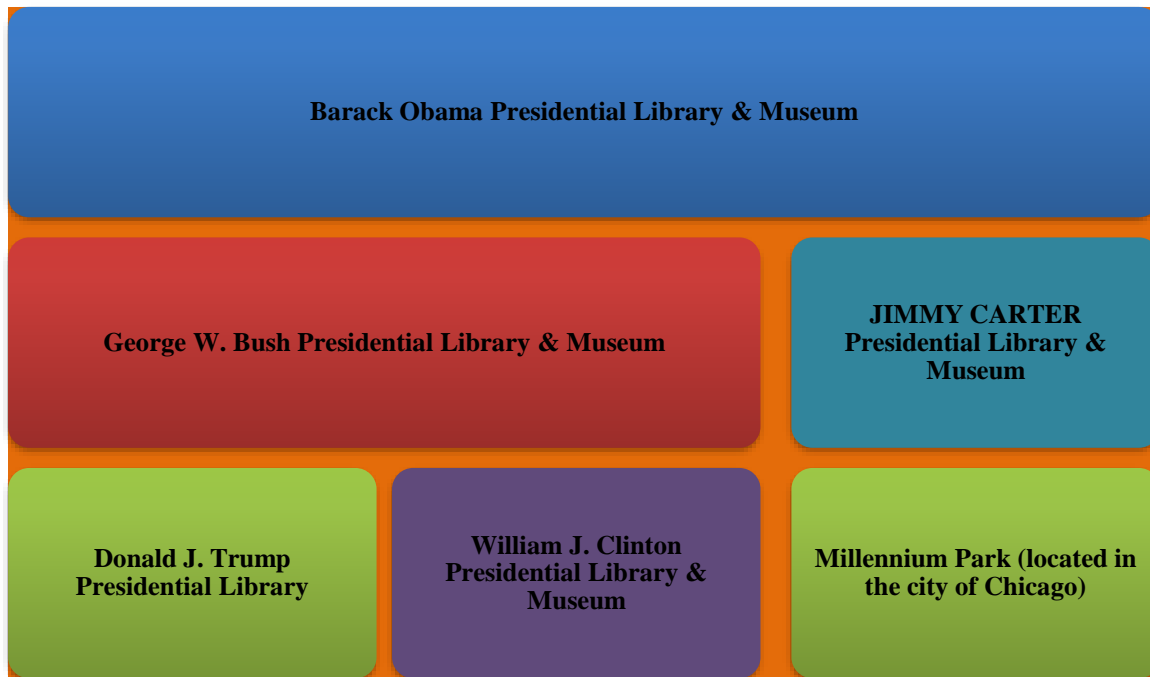 Barack Obama Presidential Library & Museum
George W. Bush Presidential Library & Museum
JIMMY CARTER
Presidential Library &
Museum
Donald J. Trump
Presidential Library
William J. Clinton
Presidential Library &
Museum
Millennium Park (located in
the city of Chicago)